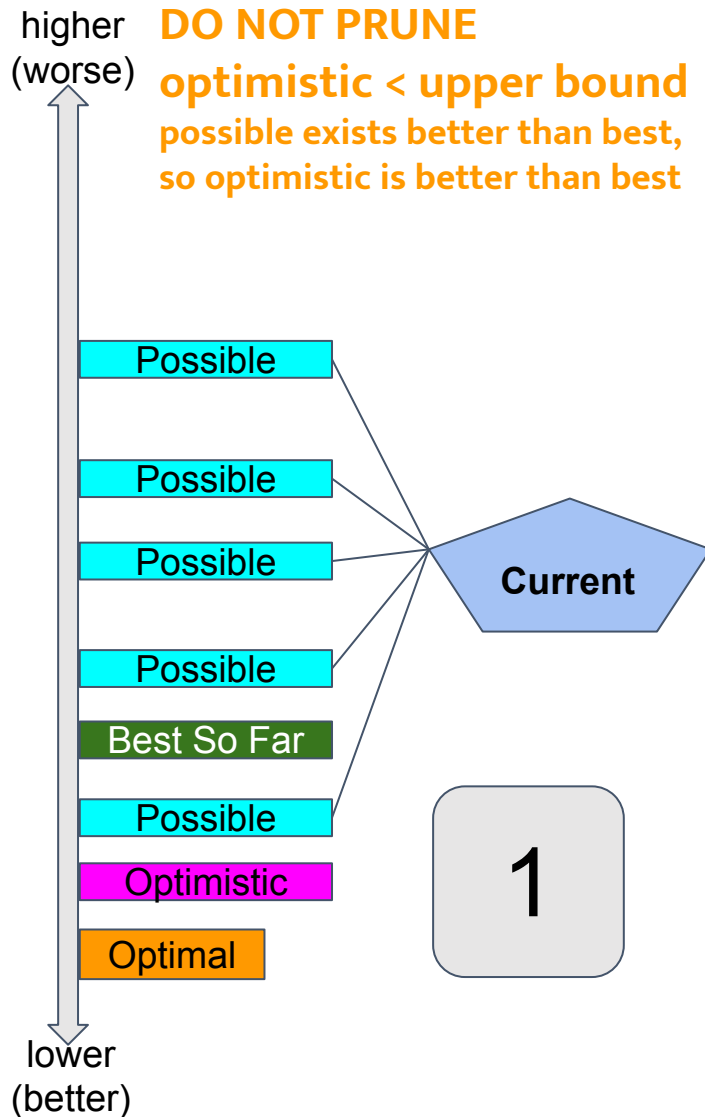 higher
(worse)
DO NOT PRUNE
optimistic < upper bound
possible exists better than best,
so optimistic is better than best
Possible
Possible
Possible
Current
Possible
Best So Far
Possible
Optimistic
1
Optimal
lower
(better)